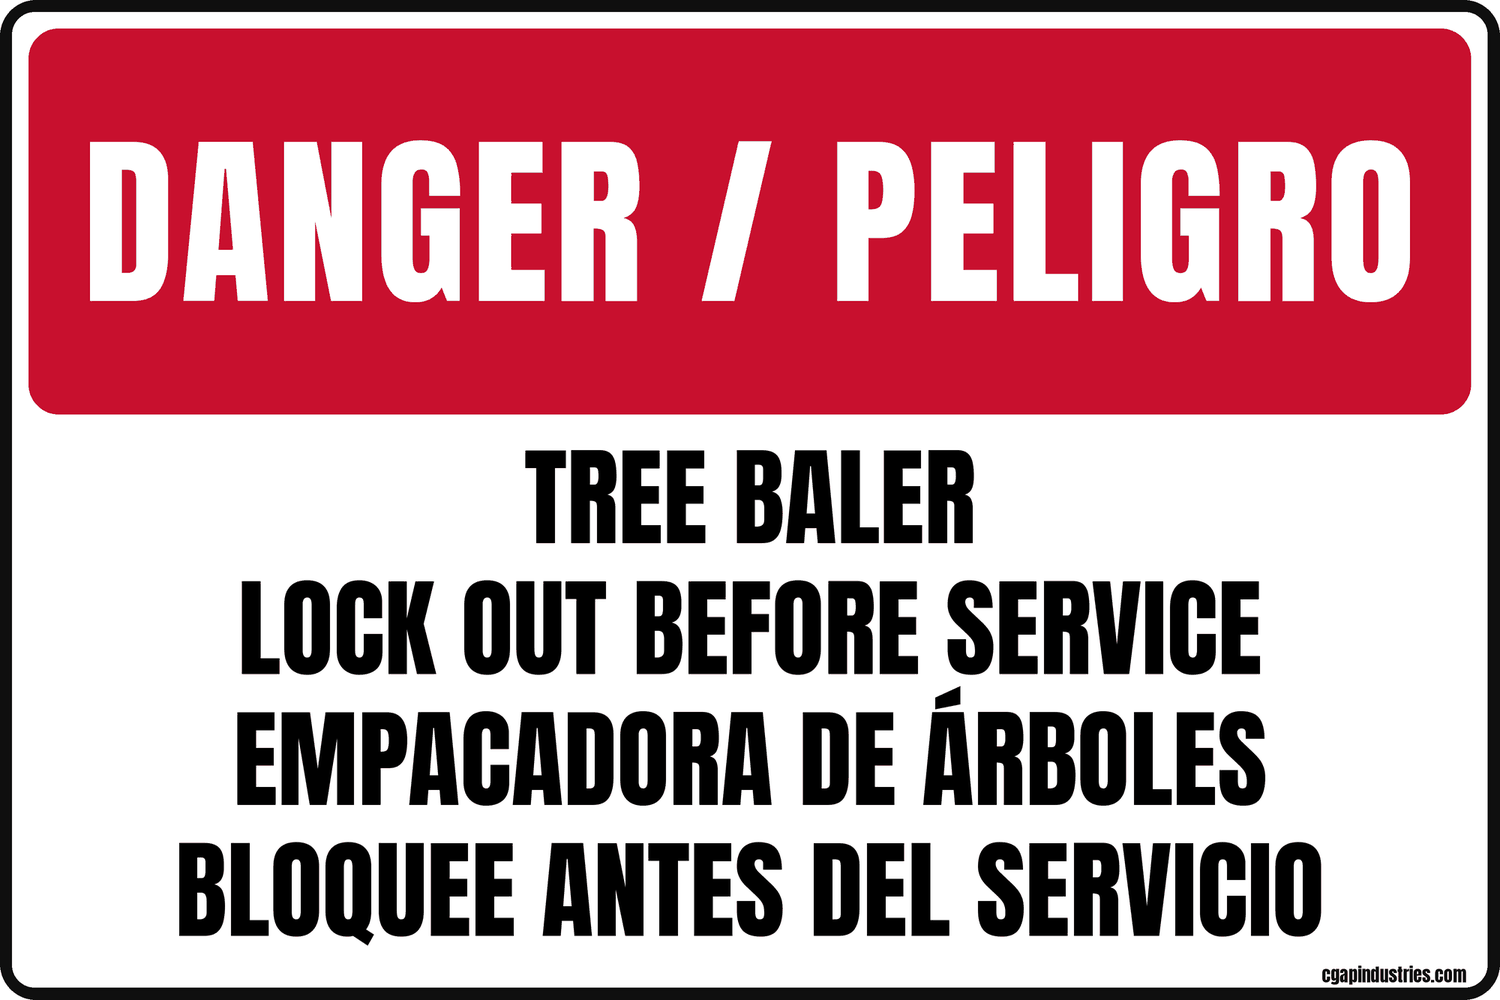 DANGER / PELIGRO
TREE BALER
LOCK OUT BEFORE SERVICE
EMPACADORA DE ÁRBOLES
BLOQUEE ANTES DEL SERVICIO
cgapindustries.com